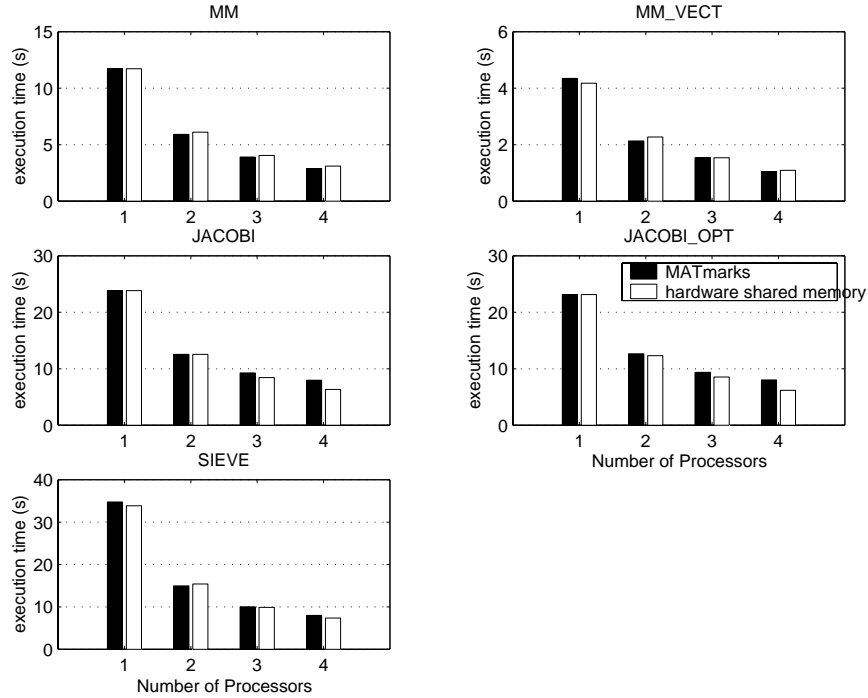 MM
execution time (s)
15
10
5
0
1 2 3 4
MM_VECT
execution time (s)
6
4
2
0
1 2 3 4
JACOBI
execution time (s)
30
20
10
0
1 2 3 4
JACOBI_OPT
30
20
10
0
MATmarks
hardware shared memory
1 2 3 4
Number of Processors
SIEVE
execution time (s)
40
30
20
10
0
1 2 3 4
Number of Processors